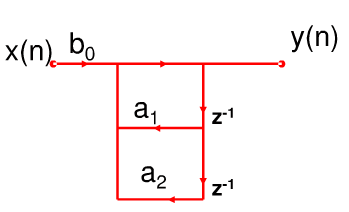 x(n) b₀ y(n)
a₁ z⁻¹
a₂ z⁻¹